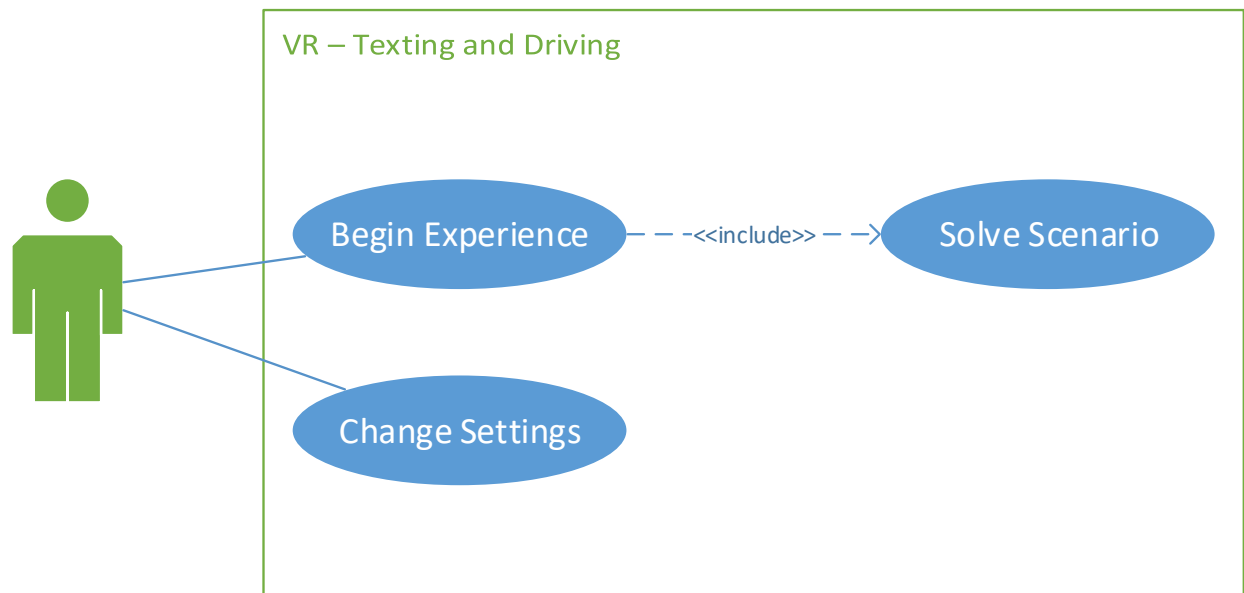 VR – Texting and Driving
Begin Experience
<<include>>
Solve Scenario
Change Settings